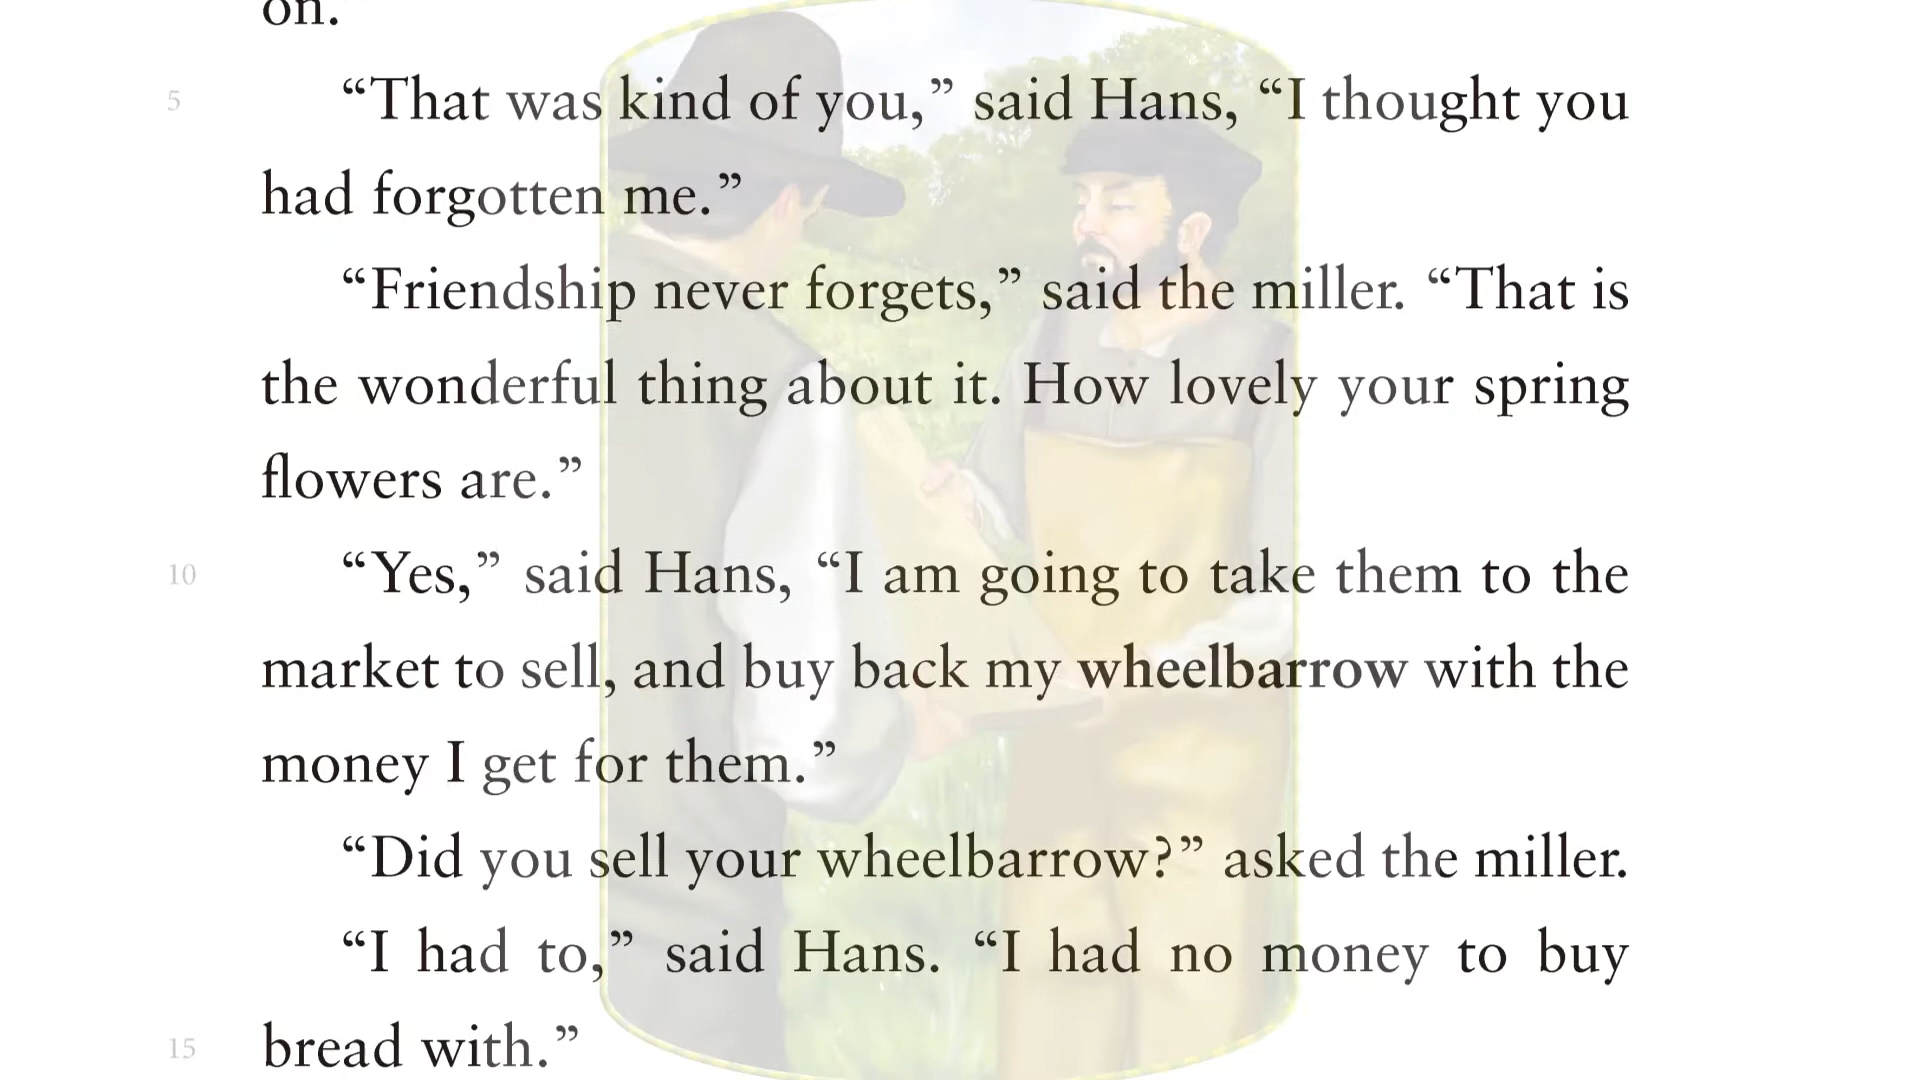 on.
5 “That was kind of you,” said Hans, “I thought you
had forgotten me.”
“Friendship never forgets,” said the miller. “That is
the wonderful thing about it. How lovely your spring
flowers are.”
10 “Yes,” said Hans, “I am going to take them to the
market to sell, and buy back my wheelbarrow with the
money I get for them.”
“Did you sell your wheelbarrow?” asked the miller.
“I had to,” said Hans. “I had no money to buy
15 bread with.”